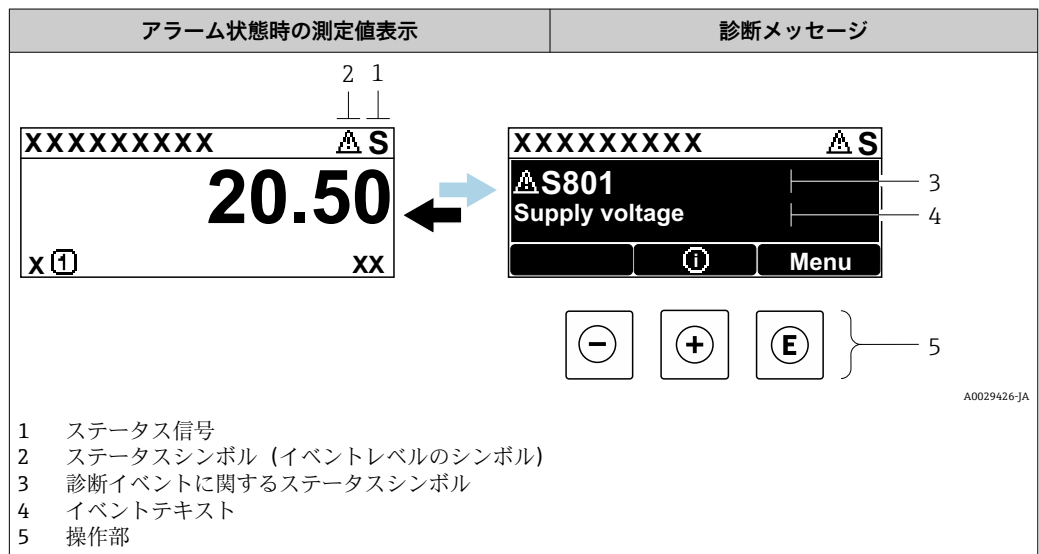 アラーム状態時の測定値表示 診断メッセージ
2 1
XXXXXXXXX ⚠ S
20.50
X ① XX
XXXXXXXXX ⚠ S
⚠S801
Supply voltage
ⓘ Menu
3
4
- + E
5
A0029426-JA
1 ステータス信号
2 ステータスシンボル (イベントレベルのシンボル)
3 診断イベントに関するステータスシンボル
4 イベントテキスト
5 操作部